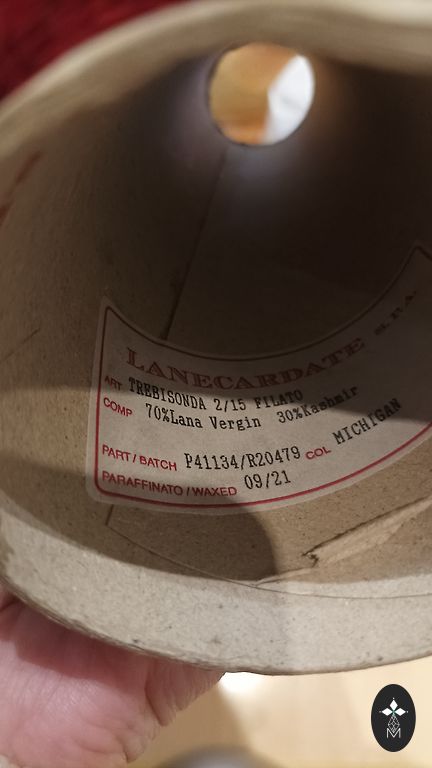 LANECARDATE S.P.A.
ART TREBISONDA 2/15 FILATO
COMP 70%Lana Vergin 30%Kashmir
PART/BATCH P41134/R20479 COL MICHIGAN
PARAFFINATO/WAXED 09/21
M